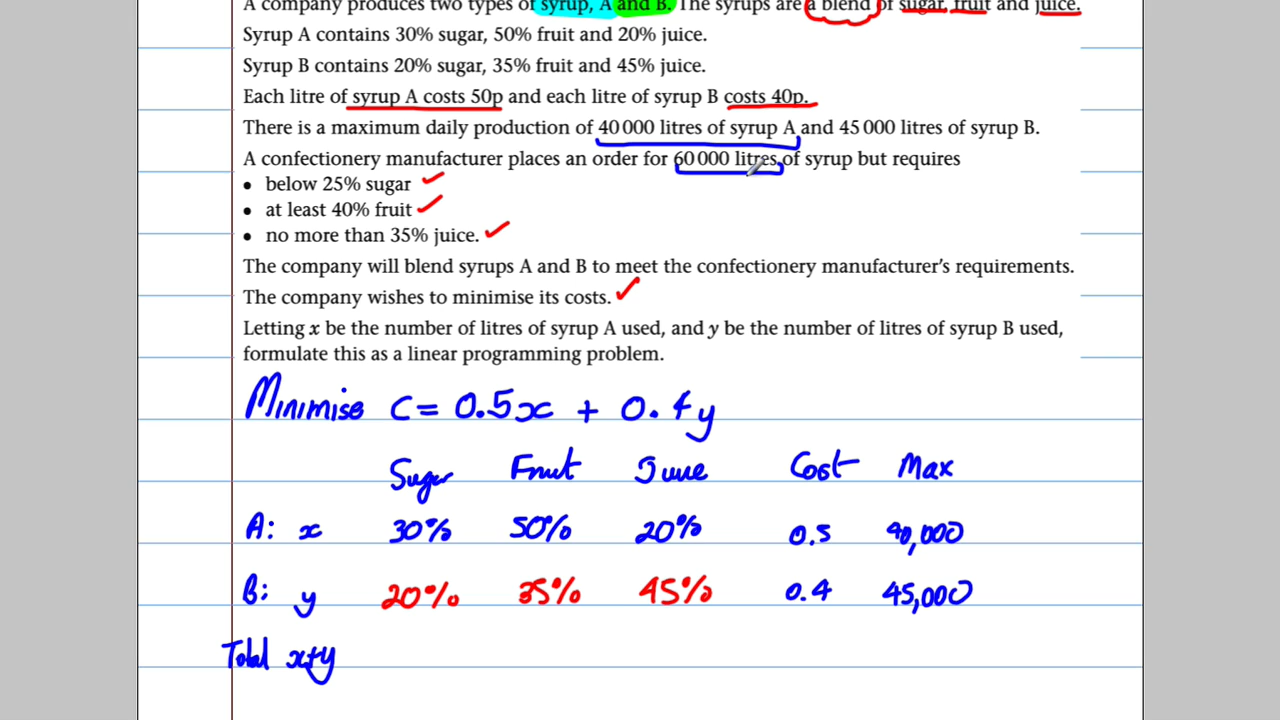 A company produces two types of syrup, A and B. The syrups are a blend of sugar, fruit and juice.
Syrup A contains 30% sugar, 50% fruit and 20% juice.
Syrup B contains 20% sugar, 35% fruit and 45% juice.
Each litre of syrup A costs 50p and each litre of syrup B costs 40p.
There is a maximum daily production of 40 000 litres of syrup A and 45 000 litres of syrup B.
A confectionery manufacturer places an order for 60 000 litres of syrup but requires
• below 25% sugar
• at least 40% fruit
• no more than 35% juice.
The company will blend syrups A and B to meet the confectionery manufacturer's requirements.
The company wishes to minimise its costs.
Letting x be the number of litres of syrup A used, and y be the number of litres of syrup B used,
formulate this as a linear programming problem.
Minimise C = 0.5x + 0.4y
Sugar Fruit Juice Cost Max
A: x 30% 50% 20% 0.5 40,000
B: y 20% 35% 45% 0.4 45,000
Total x+y